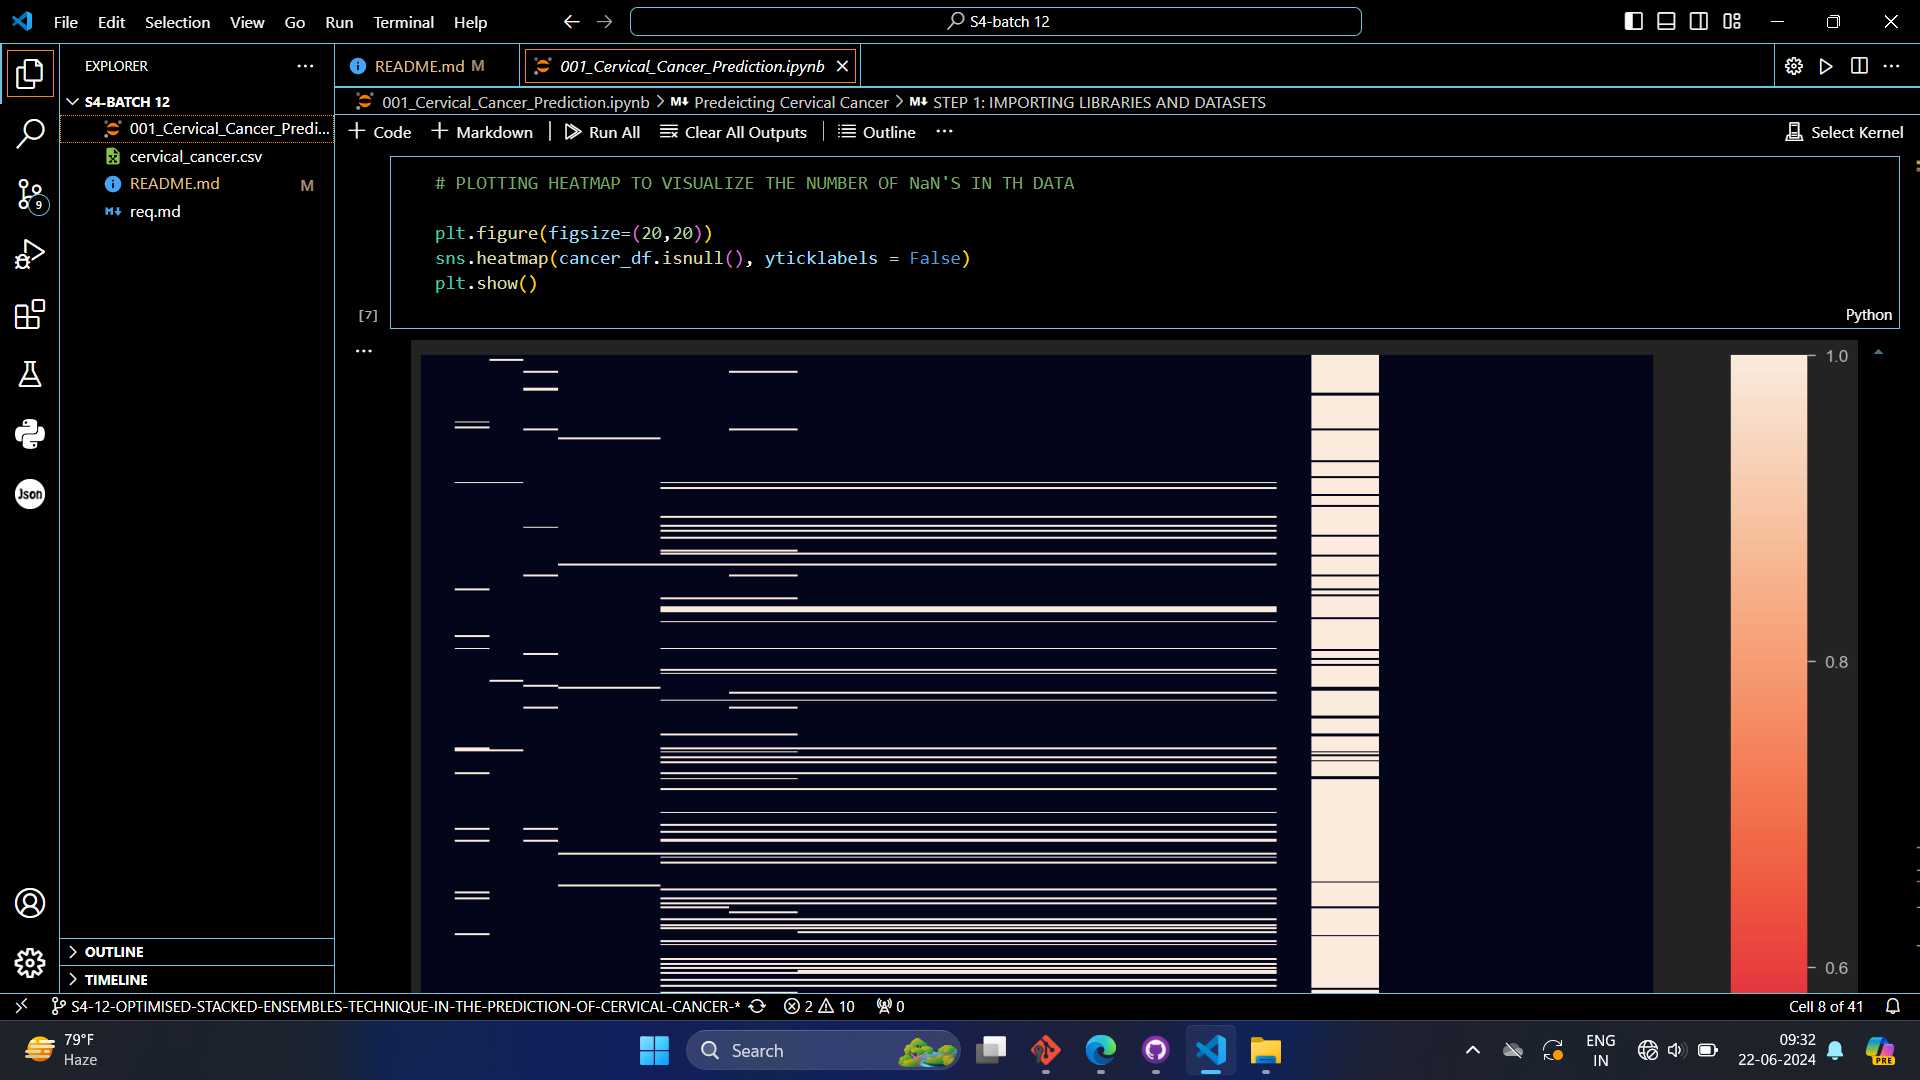 File Edit Selection View Go Run Terminal Help
S4-batch 12
EXPLORER
S4-BATCH 12
001_Cervical_Cancer_Predi...
cervical_cancer.csv
README.md M
req.md
OUTLINE
TIMELINE
9
Json
README.md M
001_Cervical_Cancer_Prediction.ipynb
001_Cervical_Cancer_Prediction.ipynb > Predeicting Cervical Cancer > STEP 1: IMPORTING LIBRARIES AND DATASETS
+ Code + Markdown Run All Clear All Outputs Outline ... Select Kernel
# PLOTTING HEATMAP TO VISUALIZE THE NUMBER OF NaN'S IN TH DATA
plt.figure(figsize=(20,20))
sns.heatmap(cancer_df.isnull(), yticklabels = False)
plt.show()
[7]
Python
1.0
0.8
0.6
S4-12-OPTIMISED-STACKED-ENSEMBLES-TECHNIQUE-IN-THE-PREDICTION-OF-CERVICAL-CANCER-* 2 10 0
Cell 8 of 41
79°F
Haze
Search
ENG
IN
09:32
22-06-2024
PRE